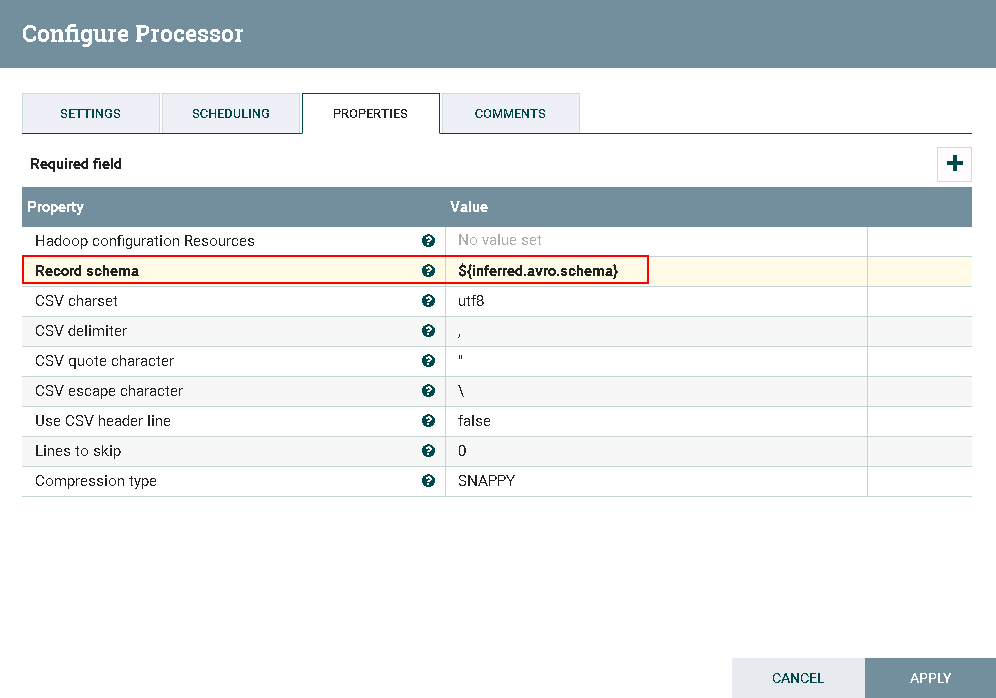 Configure Processor
SETTINGS SCHEDULING PROPERTIES COMMENTS
Required field
Property Value
Hadoop configuration Resources No value set
Record schema ${inferred.avro.schema}
CSV charset utf8
CSV delimiter ,
CSV quote character "
CSV escape character \
Use CSV header line false
Lines to skip 0
Compression type SNAPPY
CANCEL APPLY